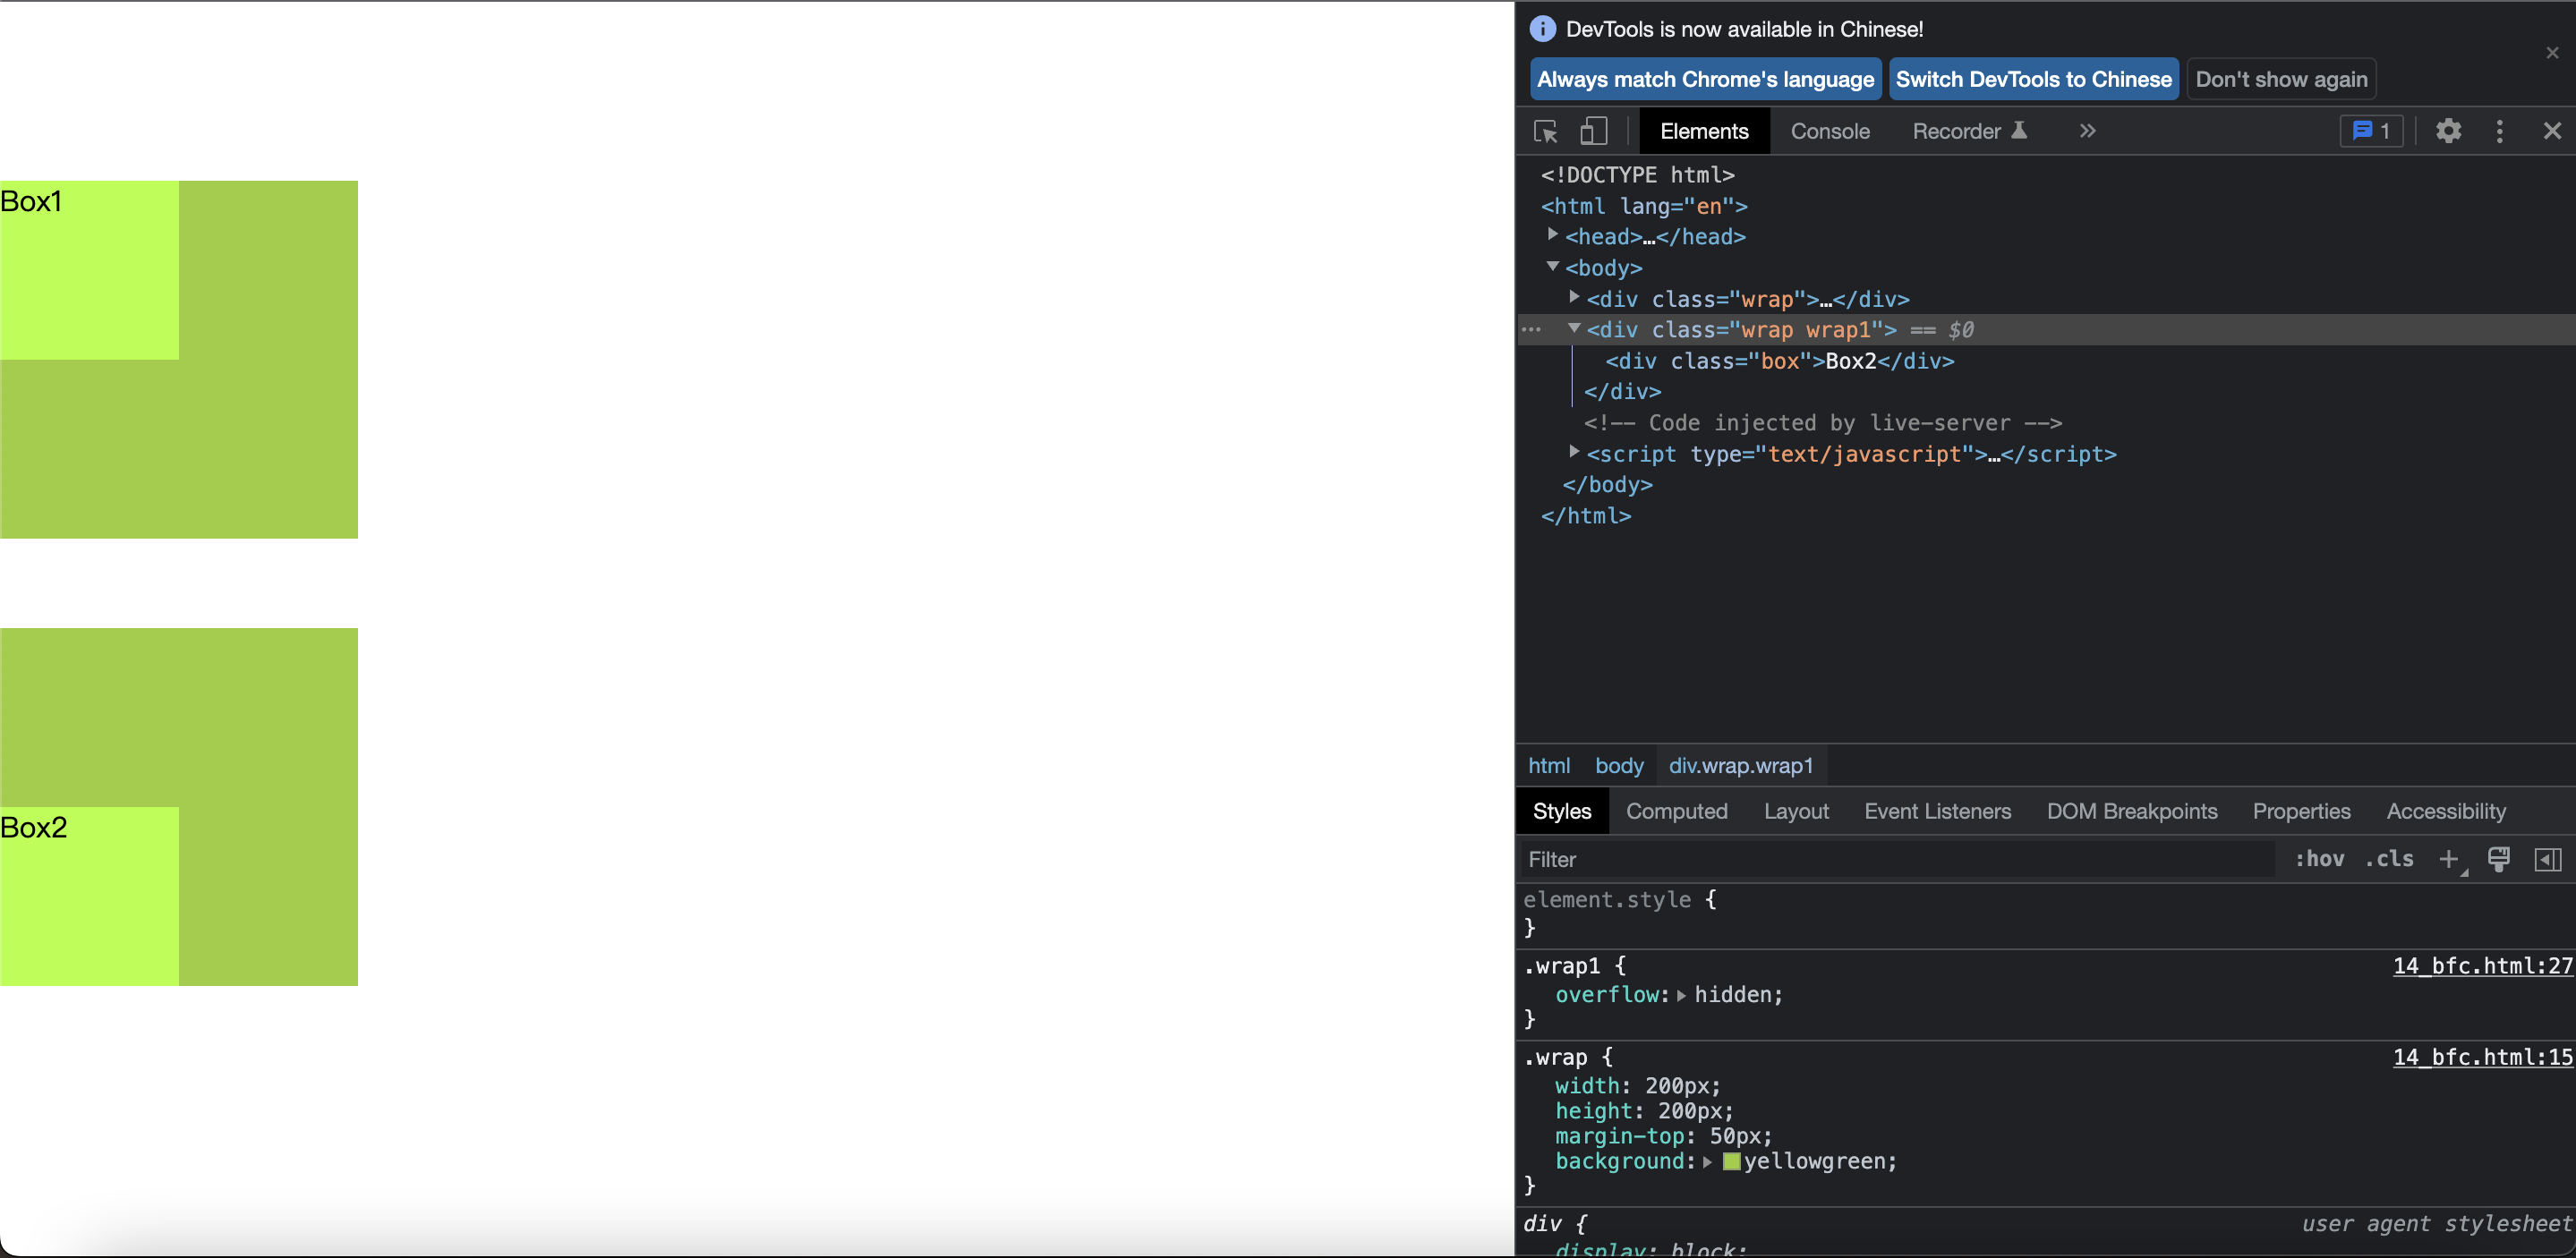 Box1
Box2
DevTools is now available in Chinese!
Always match Chrome's language Switch DevTools to Chinese Don't show again
Elements Console Recorder 1
<!DOCTYPE html>
<html lang="en">
<head>…</head>
<body>
<div class="wrap">…</div>
<div class="wrap wrap1"> == $0
<div class="box">Box2</div>
</div>
<!-- Code injected by live-server -->
<script type="text/javascript">…</script>
</body>
</html>
html body div.wrap.wrap1
Styles Computed Layout Event Listeners DOM Breakpoints Properties Accessibility
Filter :hov .cls
element.style {
}
.wrap1 { 14_bfc.html:27
overflow: hidden;
}
.wrap { 14_bfc.html:15
width: 200px;
height: 200px;
margin-top: 50px;
background: yellowgreen;
}
div { user agent stylesheet
display: block;